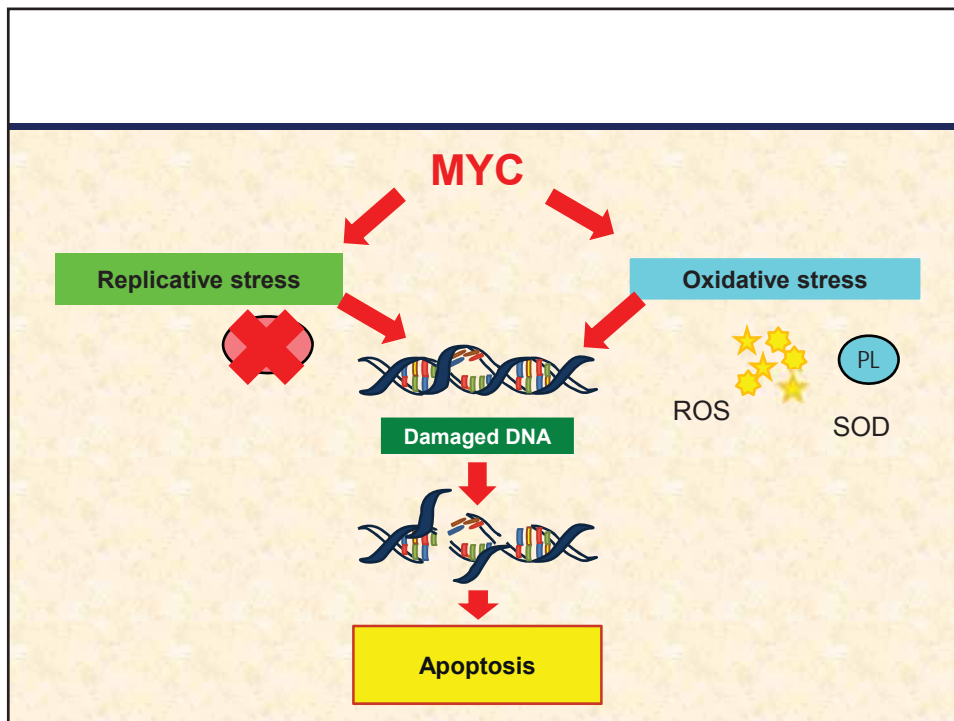 MYC
Replicative stress
Oxidative stress
PL
ROS
SOD
Damaged DNA
Apoptosis